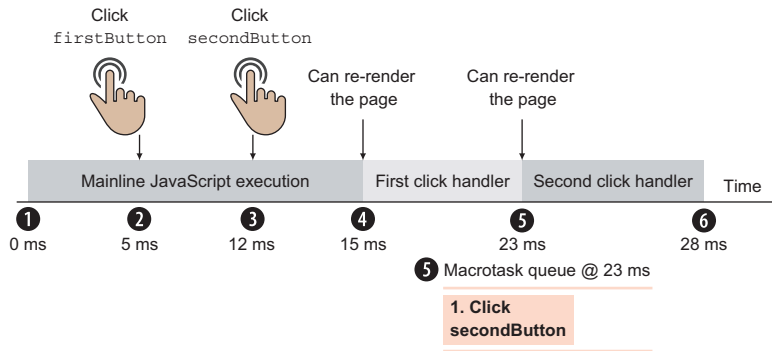 Click
firstButton
Click
secondButton
Can re-render
the page
Can re-render
the page
Mainline JavaScript execution
First click handler
Second click handler
Time
1
2
3
4
5
6
0 ms
5 ms
12 ms
15 ms
23 ms
28 ms
5 Macrotask queue @ 23 ms
1. Click
secondButton